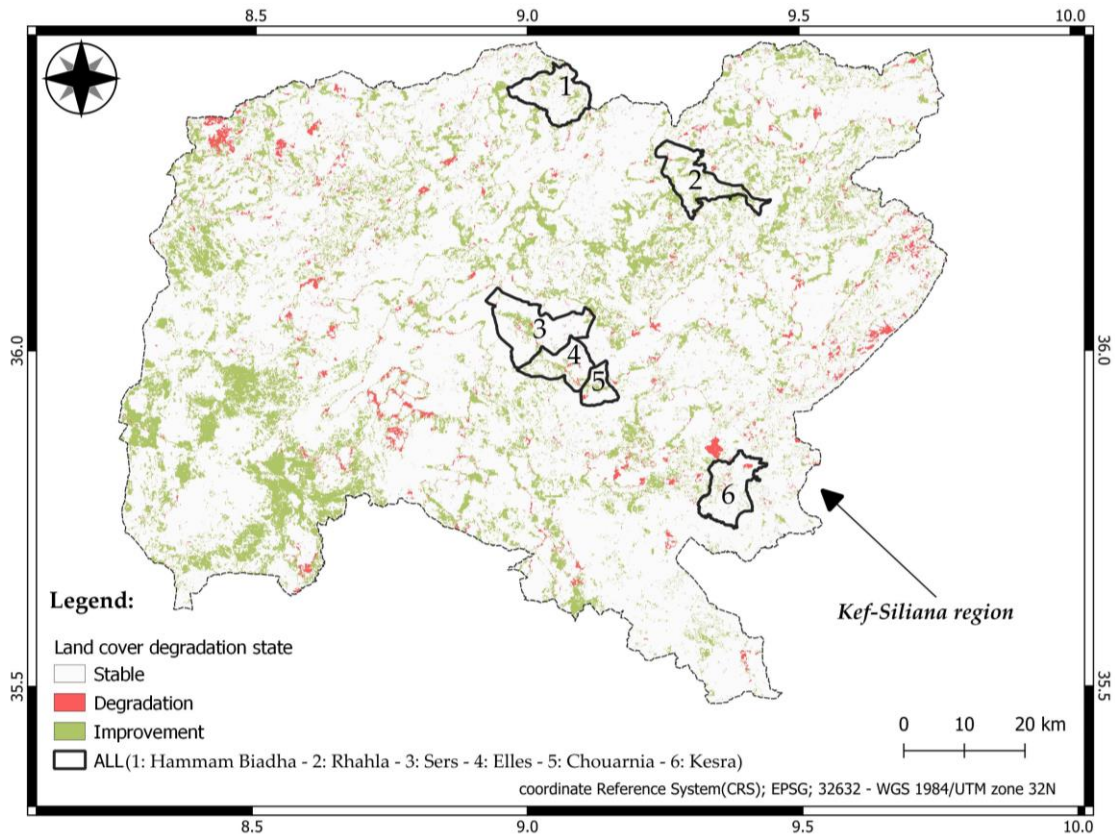 8.5 9.0 9.5 10.0
1
2
36.0 36.0
3
4
5
6
Kef-Siliana region
Legend:
Land cover degradation state
Stable
Degradation
Improvement
ALL(1: Hammam Biadha - 2: Rhahla - 3: Sers - 4: Elles - 5: Chouarnia - 6: Kesra)
35.5 35.5
0 10 20 km
coordinate Reference System(CRS); EPSG; 32632 - WGS 1984/UTM zone 32N
8.5 9.0 9.5 10.0